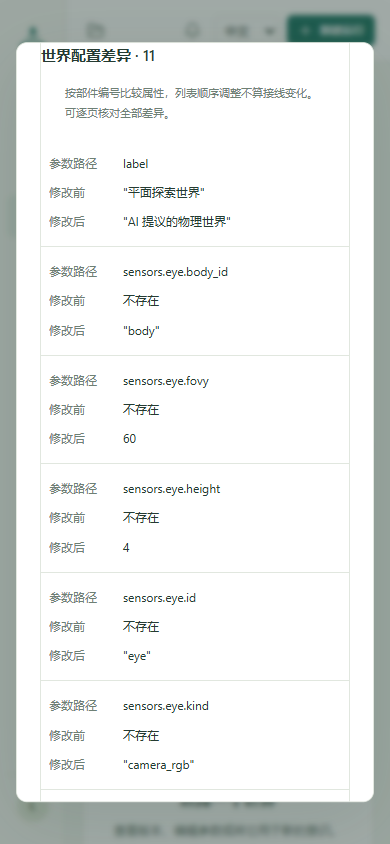 世界配置差异 · 11
按部件编号比较属性，列表顺序调整不算接线变化。
可逐页核对全部差异。
参数路径 label
修改前 "平面探索世界"
修改后 "AI 提议的物理世界"
参数路径 sensors.eye.body_id
修改前 不存在
修改后 "body"
参数路径 sensors.eye.fovy
修改前 不存在
修改后 60
参数路径 sensors.eye.height
修改前 不存在
修改后 4
参数路径 sensors.eye.id
修改前 不存在
修改后 "eye"
参数路径 sensors.eye.kind
修改前 不存在
修改后 "camera_rgb"